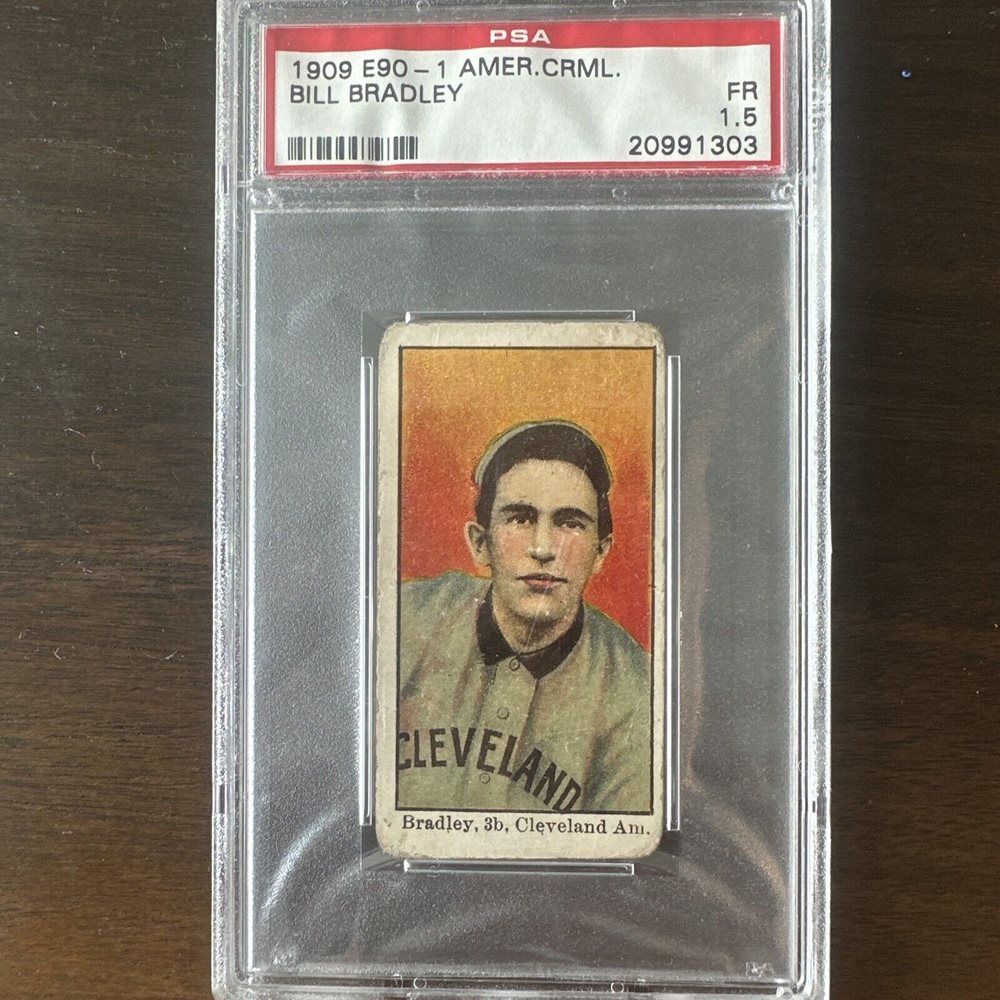 PSA
1909 E90-1 AMER.CRML.
BILL BRADLEY
FR
1.5
20991303
CLEVELAND
Bradley, 3b, Cleveland Am.